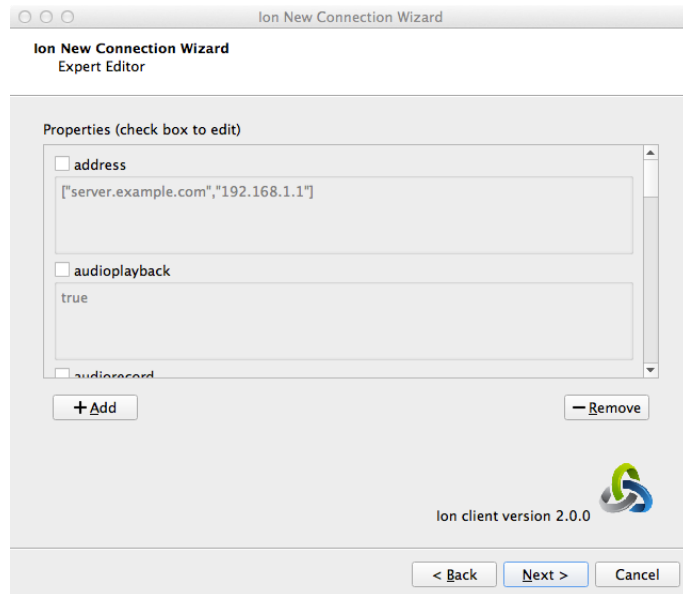 Ion New Connection Wizard
Ion New Connection Wizard
Expert Editor
Properties (check box to edit)
address
["server.example.com","192.168.1.1"]
audioplayback
true
audiorecord
+Add
−Remove
Ion client version 2.0.0
< Back
Next >
Cancel